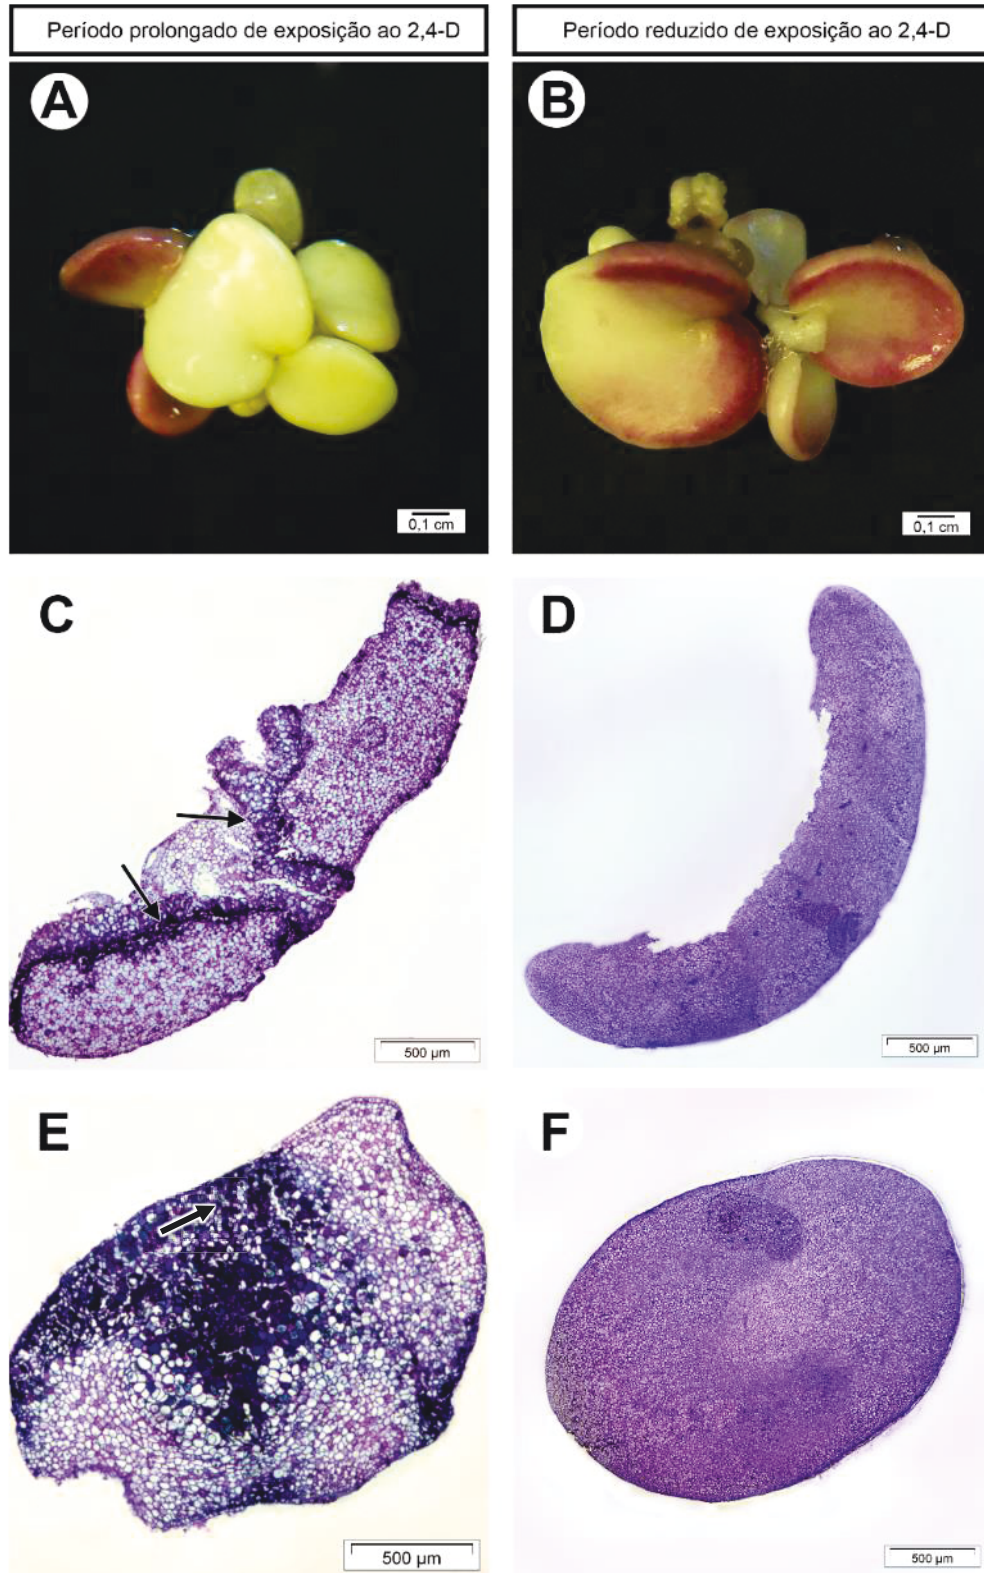 Período prolongado de exposição ao 2,4-D
Período reduzido de exposição ao 2,4-D
A
B
0,1 cm
0,1 cm
C
D
500 µm
500 µm
E
F
500 µm
500 µm